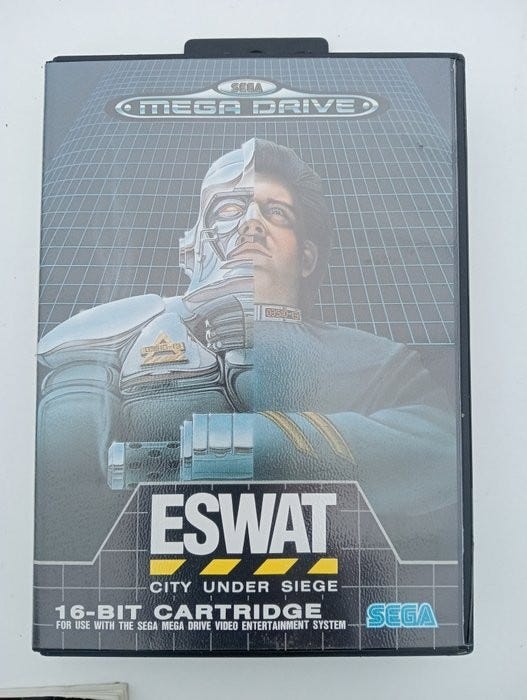 SEGA
MEGA DRIVE
ESWAT
CITY UNDER SIEGE
16-BIT CARTRIDGE
FOR USE WITH THE SEGA MEGA DRIVE VIDEO ENTERTAINMENT SYSTEM
SEGA